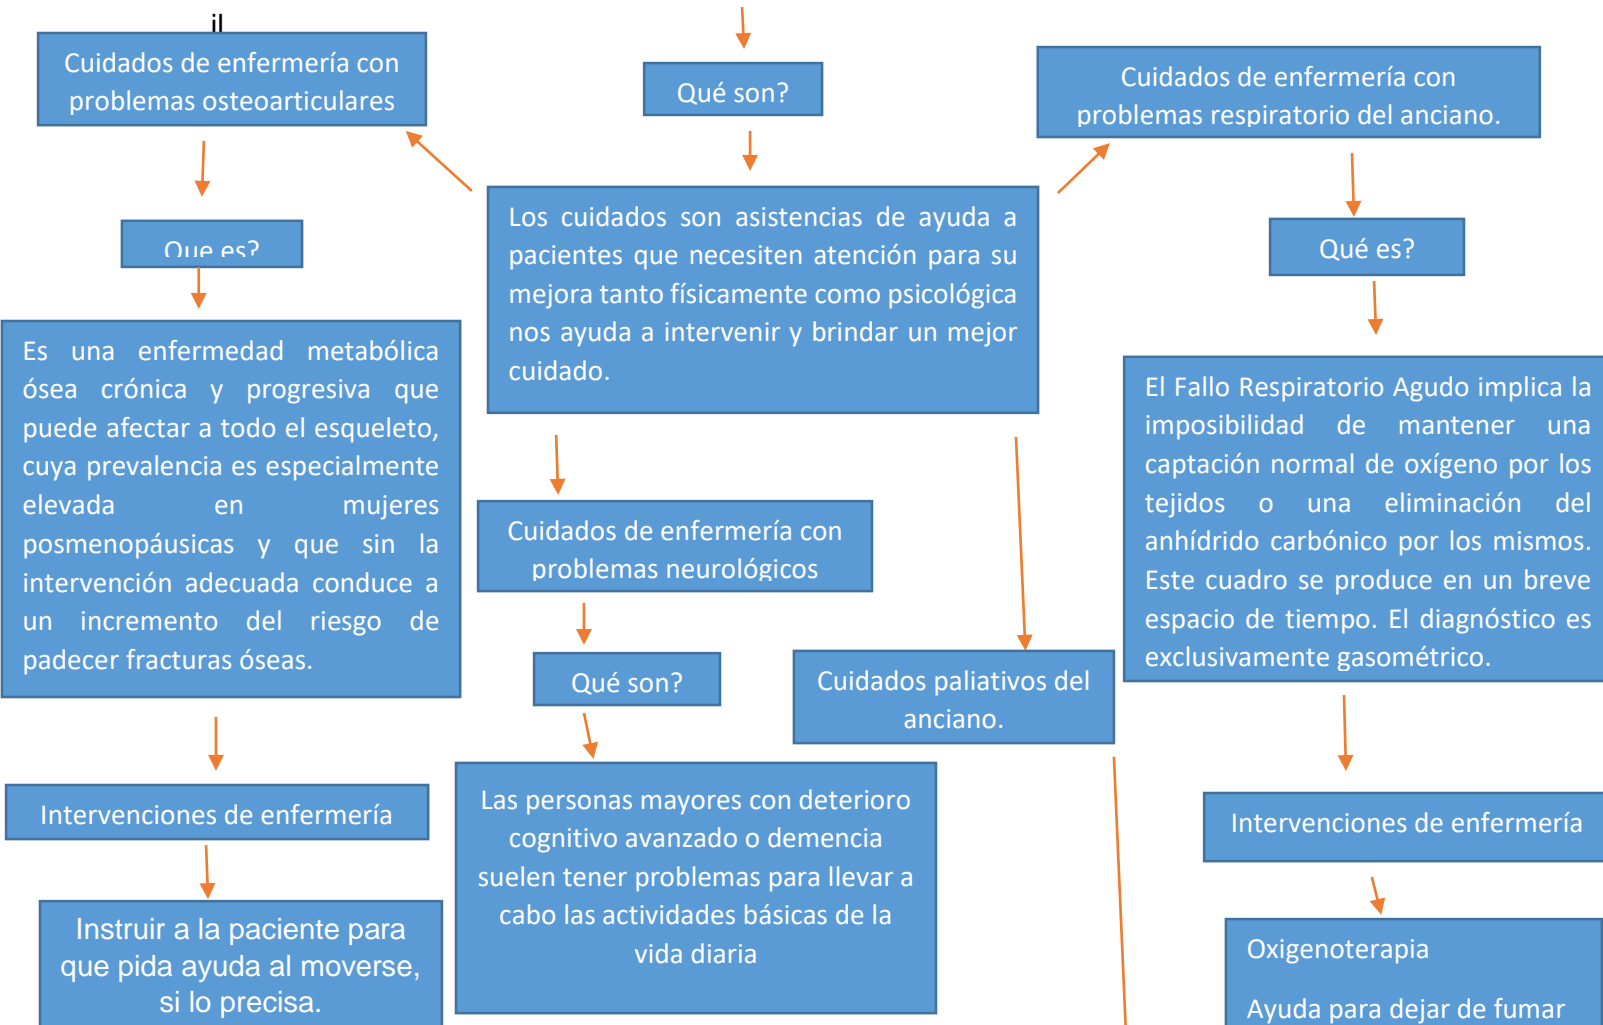 il
Cuidados de enfermería con
problemas osteoarticulares
Qué son?
Cuidados de enfermería con
problemas respiratorio del anciano.
Los cuidados son asistencias de ayuda a
pacientes que necesiten atención para su
mejora tanto físicamente como psicológica
nos ayuda a intervenir y brindar un mejor
cuidado.
Que es?
Qué es?
Es una enfermedad metabólica
ósea crónica y progresiva que
puede afectar a todo el esqueleto,
cuya prevalencia es especialmente
elevada en mujeres
posmenopáusicas y que sin la
intervención adecuada conduce a
un incremento del riesgo de
padecer fracturas óseas.
El Fallo Respiratorio Agudo implica la
imposibilidad de mantener una
captación normal de oxígeno por los
tejidos o una eliminación del
anhídrido carbónico por los mismos.
Este cuadro se produce en un breve
espacio de tiempo. El diagnóstico es
exclusivamente gasométrico.
Cuidados de enfermería con
problemas neurológicos
Qué son?
Cuidados paliativos del
anciano.
Intervenciones de enfermería
Las personas mayores con deterioro
cognitivo avanzado o demencia
suelen tener problemas para llevar a
cabo las actividades básicas de la
vida diaria
Intervenciones de enfermería
Instruir a la paciente para
que pida ayuda al moverse,
si lo precisa.
Oxigenoterapia
Ayuda para dejar de fumar